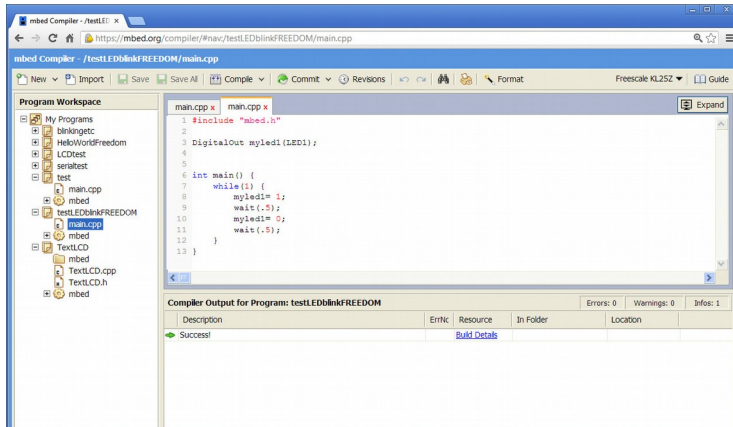 mbed Compiler - /testLED ×
https://mbed.org/compiler/#nav:/testLEDblinkFREEDOM/main.cpp
mbed Compiler - /testLEDblinkFREEDOM/main.cpp
New Import Save Save All Compile Commit Revisions Format Freescale KL25Z Guide
Program Workspace
My Programs
blinkingetc
HelloWorldFreedom
LCDtest
serialtest
test
main.cpp
mbed
testLEDblinkFREEDOM
main.cpp
mbed
TextLCD
mbed
TextLCD.cpp
TextLCD.h
mbed
main.cpp x main.cpp x Expand
1 #include "mbed.h"
2
3 DigitalOut myled1(LED1);
4
5
6 int main() {
7 while(1) {
8 myled1= 1;
9 wait(.5);
10 myled1= 0;
11 wait(.5);
12 }
13 }
Compiler Output for Program: testLEDblinkFREEDOM Errors: 0 Warnings: 0 Infos: 1
Description ErrNc Resource In Folder Location
Success! Build Details